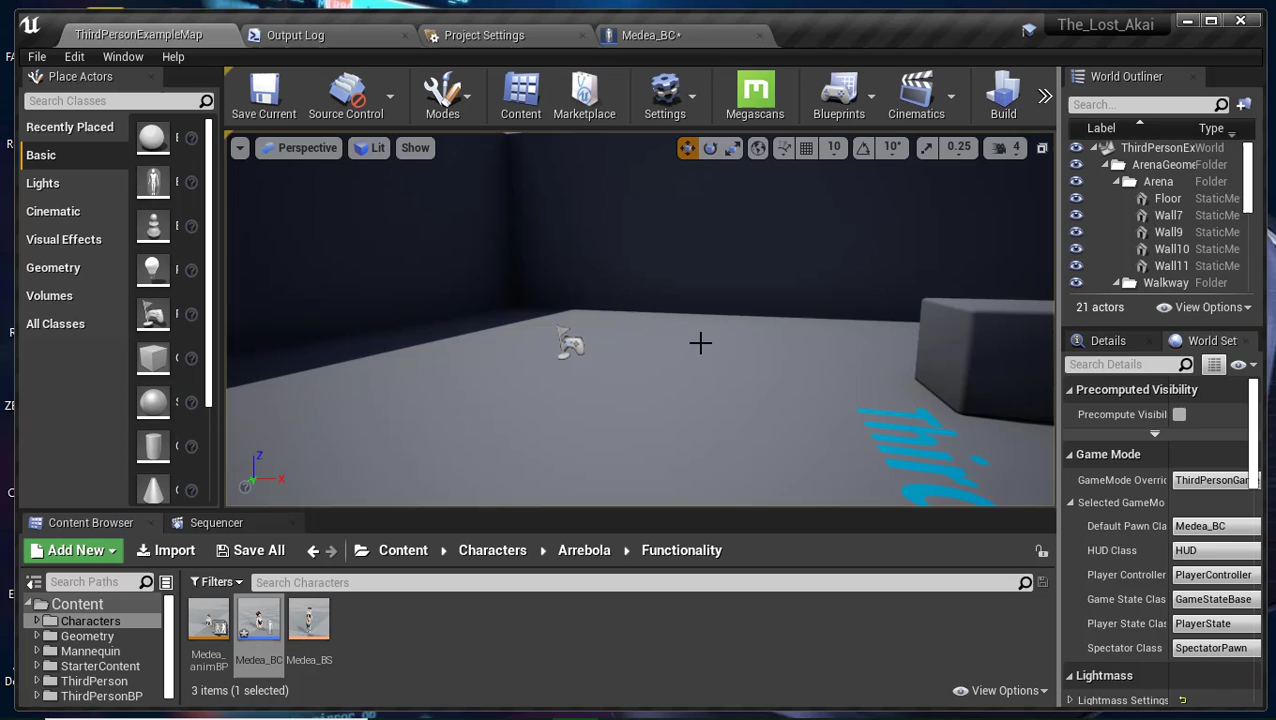 ThirdPersonExampleMap
Output Log
Project Settings
Medea_BC*
The_Lost_Akai
File Edit Window Help
Place Actors
Search Classes
Recently Placed
Basic
Lights
Cinematic
Visual Effects
Geometry
Volumes
All Classes
Save Current
Source Control
Modes
Content
Marketplace
Settings
Megascans
Blueprints
Cinematics
Build
Perspective Lit Show
10 10° 0.25 4
Z
X
World Outliner
Search...
Label Type
ThirdPersonEx World
ArenaGeome Folder
Arena Folder
Floor StaticMe
Wall7 StaticMe
Wall9 StaticMe
Wall10 StaticMe
Wall11 StaticMe
Walkway Folder
21 actors View Options
Details World Set
Search Details
Precomputed Visibility
Precompute Visibil
Game Mode
GameMode Overric ThirdPersonGar
Selected GameMo
Default Pawn Cla Medea_BC
HUD Class HUD
Player Controller PlayerController
Game State Clas GameStateBase
Player State Clas PlayerState
Spectator Class SpectatorPawn
Lightmass
Lightmass Settings
Content Browser Sequencer
Add New Import Save All Content Characters Arrebola Functionality
Search Paths
Filters Search Characters
Content
Characters
Geometry
Mannequin
StarterContent
ThirdPerson
ThirdPersonBP
Medea_
animBP
Medea_BC
Medea_BS
3 items (1 selected) View Options